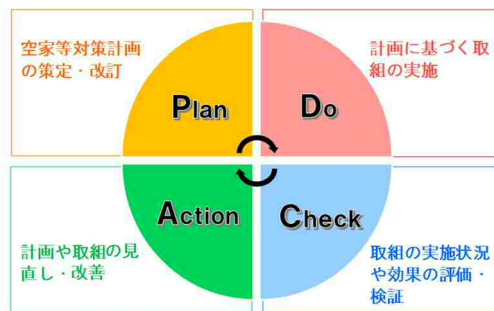 空家等対策計画
の策定・改訂
Plan
計画に基づく取
組の実施
Do
計画や取組の見
直し・改善
Action
取組の実施状況
や効果の評価・
検証
Check